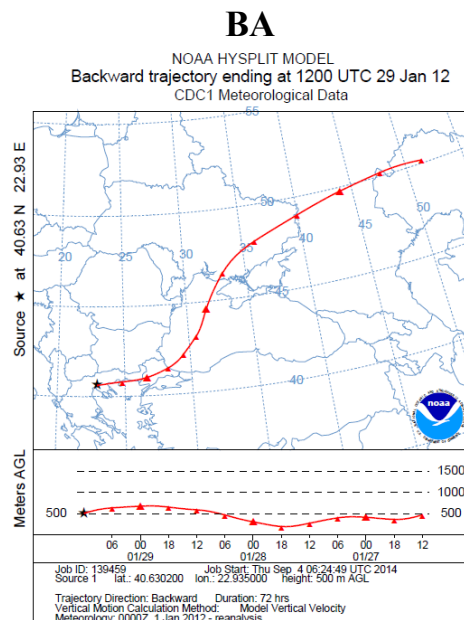 BA
NOAA HYSPLIT MODEL
Backward trajectory ending at 1200 UTC 29 Jan 12
CDC1 Meteorological Data
Source ★ at 40.63 N 22.93 E
55
50
50
45
45
40
35
40
20
25
noaa
Meters AGL
500
1500
1000
500
06 00 18 12 06 00 18 12 06 00 18 12
01/29 01/28 01/27
Job ID: 139459 Job Start: Thu Sep 4 06:24:49 UTC 2014
Source 1 lat.: 40.630200 lon.: 22.935000 height: 500 m AGL
Trajectory Direction: Backward Duration: 72 hrs
Vertical Motion Calculation Method: Model Vertical Velocity
Meteorology: 0000Z 1 Jan 2012 - reanalysis